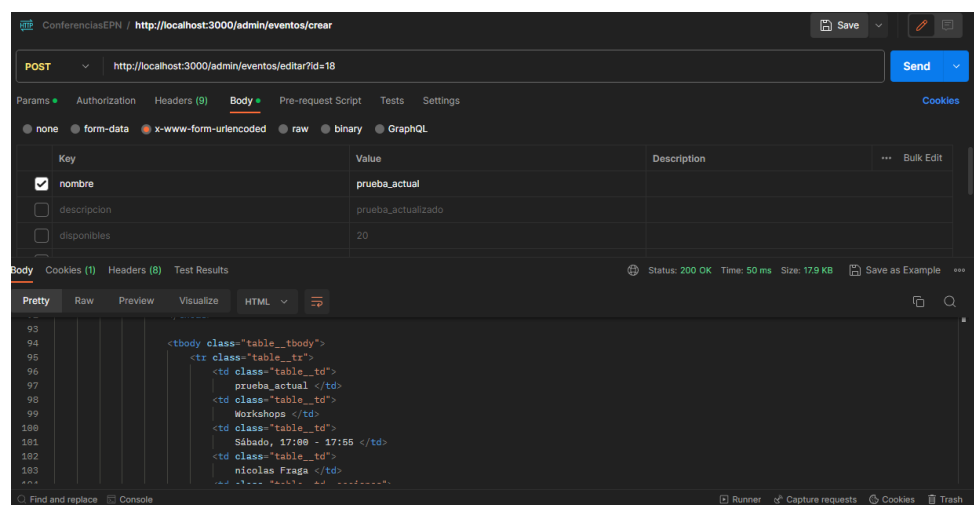 HTTP ConferenciasEPN / http://localhost:3000/admin/eventos/crear Save
POST http://localhost:3000/admin/eventos/editar?id=18 Send
Params Authorization Headers (9) Body Pre-request Script Tests Settings Cookies
none form-data x-www-form-urlencoded raw binary GraphQL
Key Value Description ••• Bulk Edit
nombre prueba_actual
descripcion prueba_actualizado
disponibles 20
Body Cookies (1) Headers (8) Test Results Status: 200 OK Time: 50 ms Size: 17.9 KB Save as Example
Pretty Raw Preview Visualize HTML
93
94 <tbody class="table__tbody">
95 <tr class="table__tr">
96 <td class="table__td">
97 prueba_actual </td>
98 <td class="table__td">
99 Workshops </td>
100 <td class="table__td">
101 Sábado, 17:00 - 17:55 </td>
102 <td class="table__td">
103 nicolas Fraga </td>
Find and replace Console Runner Capture requests Cookies Trash